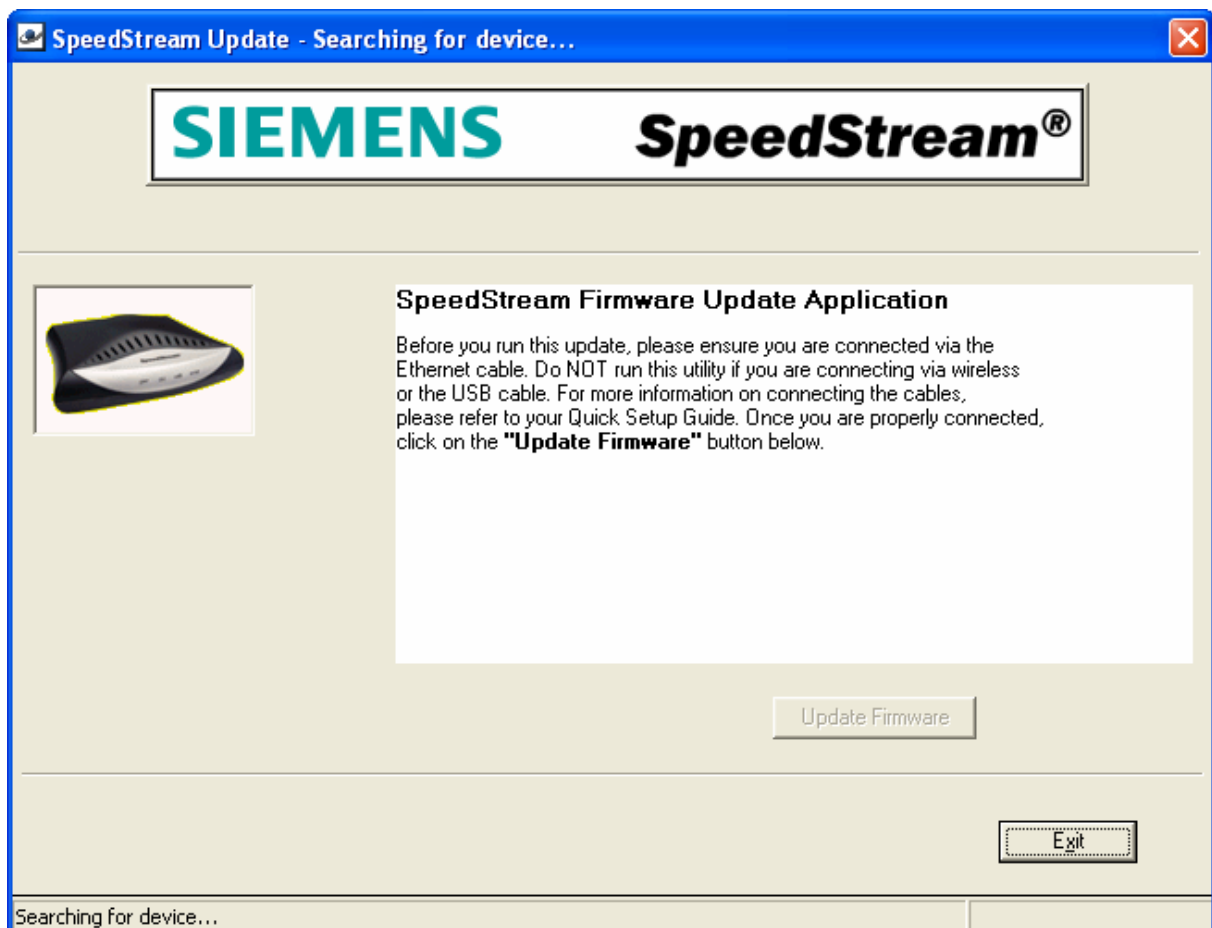 SpeedStream Update - Searching for device...
SIEMENS SpeedStream®
SpeedStream Firmware Update Application
Before you run this update, please ensure you are connected via the
Ethernet cable. Do NOT run this utility if you are connecting via wireless
or the USB cable. For more information on connecting the cables,
please refer to your Quick Setup Guide. Once you are properly connected,
click on the "Update Firmware" button below.
Update Firmware
Exit
Searching for device...